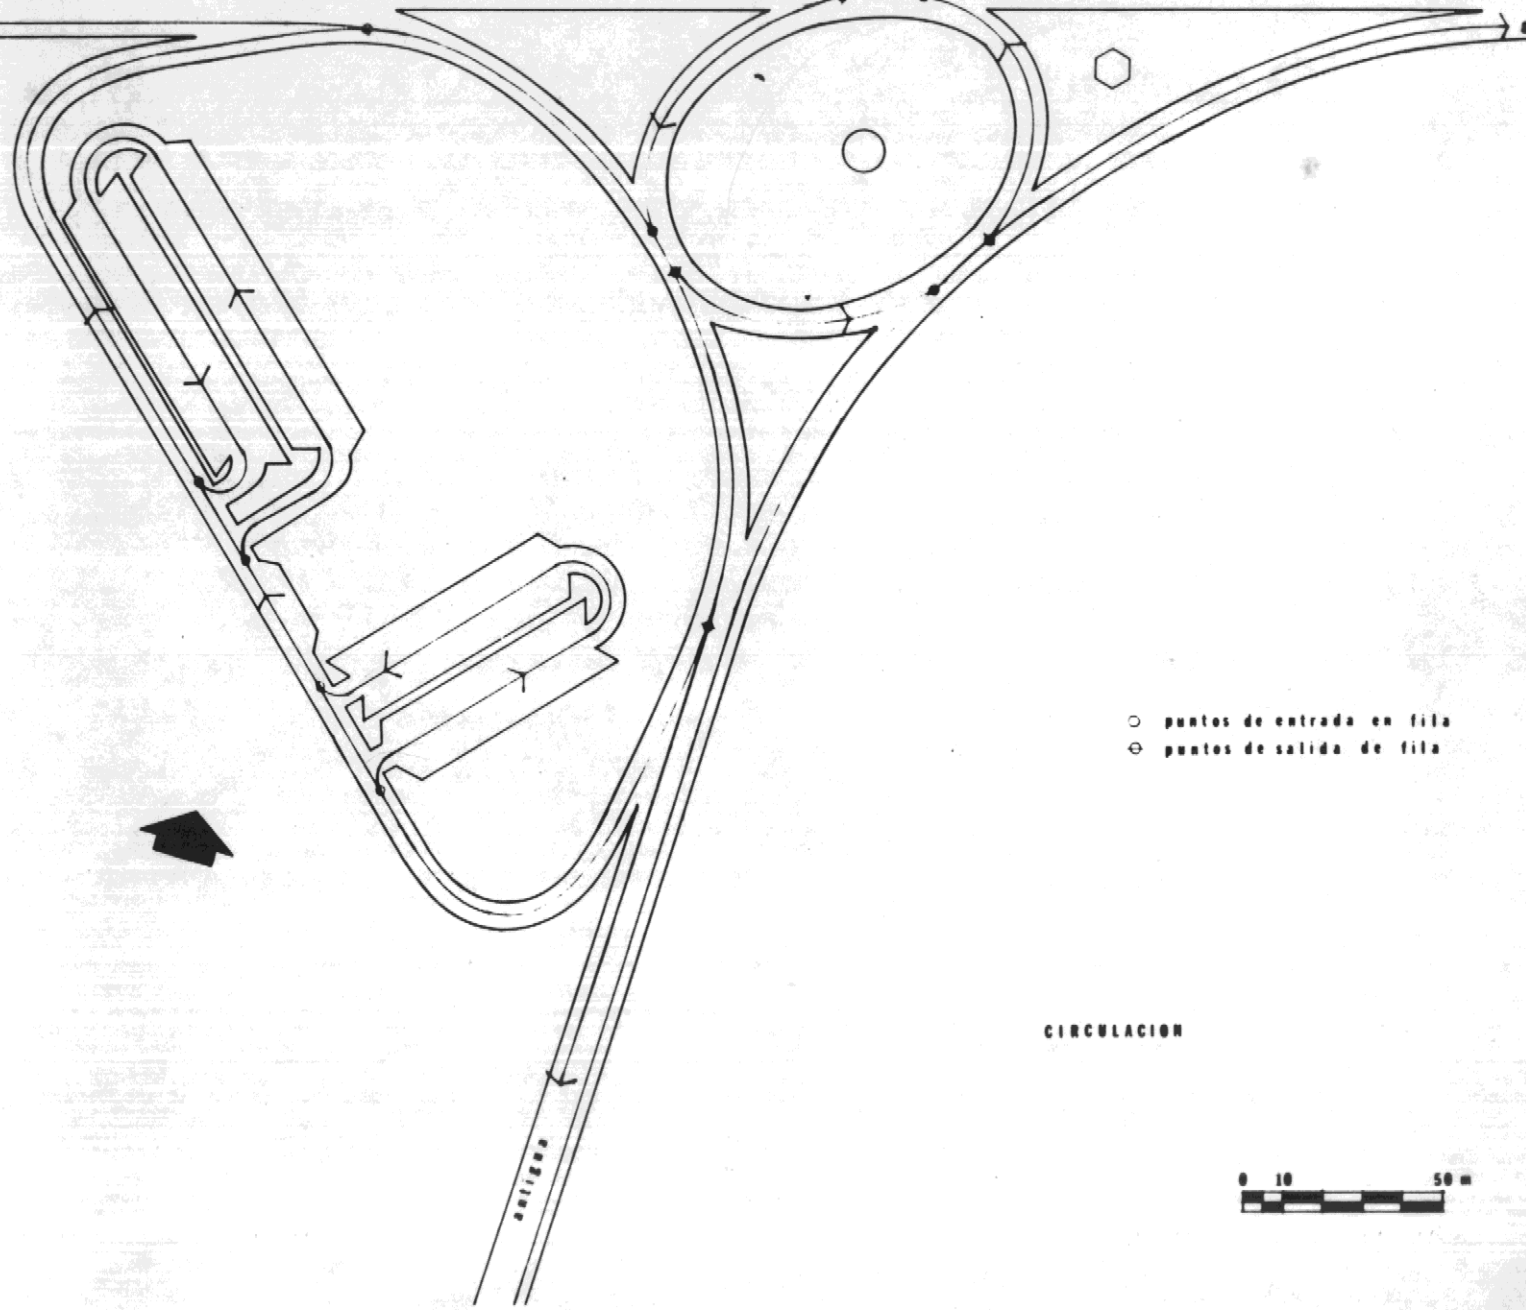 puntos de entrada en fila
puntos de salida de fila
CIRCULACION
0 10 50 m
antigua